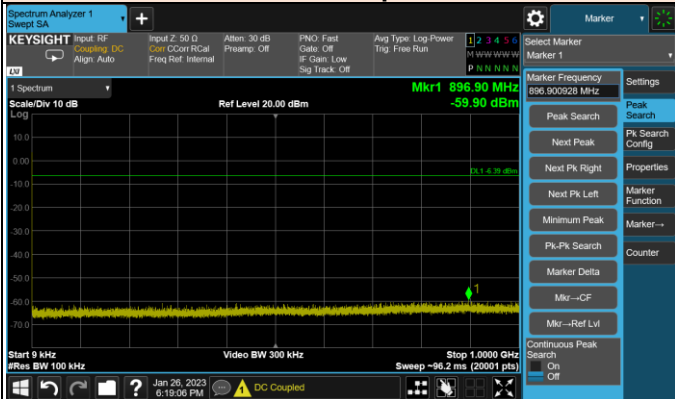 Spectrum Analyzer 1
Swept SA
Marker
KEYSIGHT
Input: RF
Coupling: DC
Align: Auto
Input Z: 50 Ω
Corr CCorr RCal
Freq Ref: Internal
Atten: 30 dB
Preamp: Off
PNO: Fast
Gate: Off
IF Gain: Low
Sig Track: Off
Avg Type: Log-Power
Trig: Free Run
1 2 3 4 5 6
M W W W W W
P N N N N N
Select Marker
Marker 1
LXI
1 Spectrum
Scale/Div 10 dB
Log
Ref Level 20.00 dBm
Mkr1 896.90 MHz
-59.90 dBm
10.0
0.00
-10.0
-20.0
-30.0
-40.0
-50.0
-60.0
-70.0
DL1 -6.39 dBm
1
Start 9 kHz
#Res BW 100 kHz
Video BW 300 kHz
Stop 1.0000 GHz
Sweep ~96.2 ms (20001 pts)
Marker Frequency
896.900928 MHz
Peak Search
Next Peak
Next Pk Right
Next Pk Left
Minimum Peak
Pk-Pk Search
Marker Delta
Mkr→CF
Mkr→Ref Lvl
Continuous Peak
Search
On
Off
Settings
Peak
Search
Pk Search
Config
Properties
Marker
Function
Marker→
Counter
?
Jan 26, 2023
6:19:06 PM
1
DC Coupled